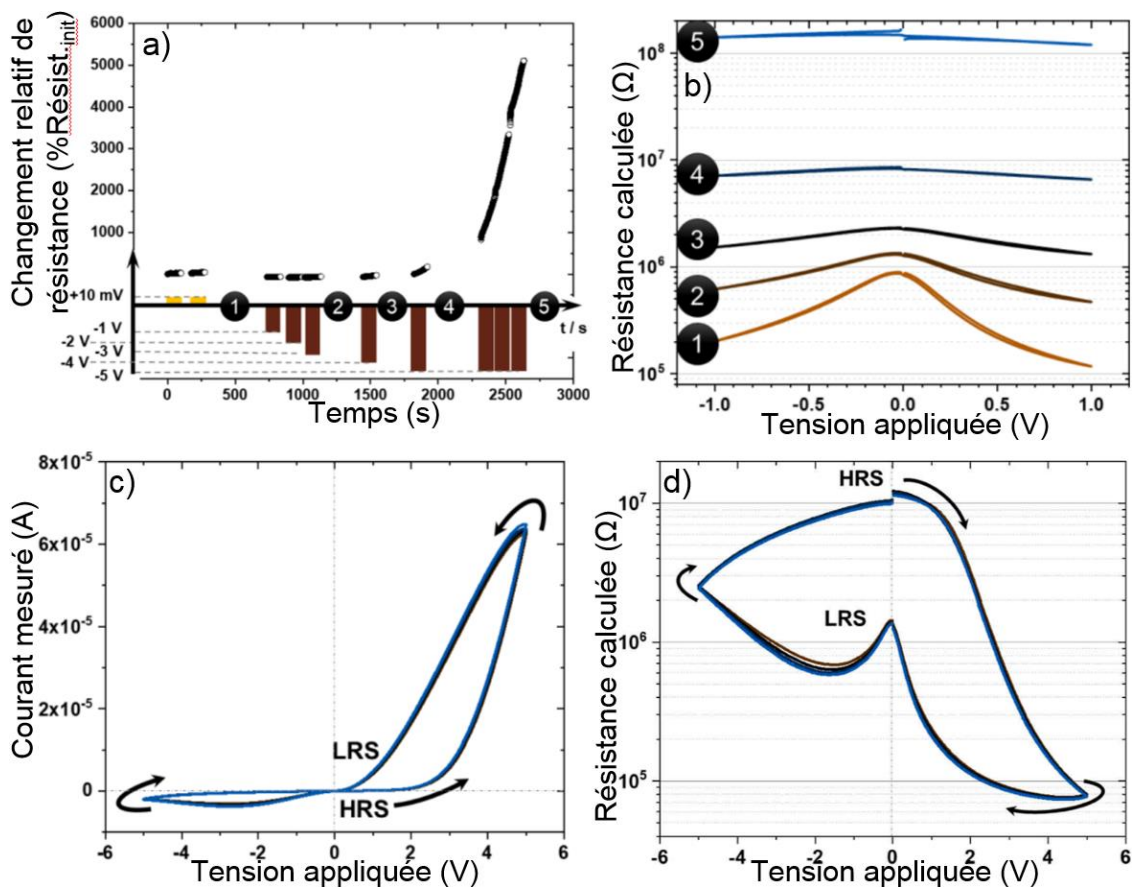 a)
Changement relatif de
résistance (%Résist.init)
6000
5000
4000
3000
2000
1000
+10 mV
-1 V
-2 V
-3 V
-4 V
-5 V
1
2
3
4
5
t / s
0
500
1000
1500
2000
2500
3000
Temps (s)
b)
Résistance calculée (Ω)
10^8
10^7
10^6
10^5
5
4
3
2
1
-1.0
-0.5
0.0
0.5
1.0
Tension appliquée (V)
c)
Courant mesuré (A)
8x10^-5
6x10^-5
4x10^-5
2x10^-5
0
LRS
HRS
-6
-4
-2
0
2
4
6
Tension appliquée (V)
d)
Résistance calculée (Ω)
10^7
10^6
10^5
HRS
LRS
-6
-4
-2
0
2
4
6
Tension appliquée (V)